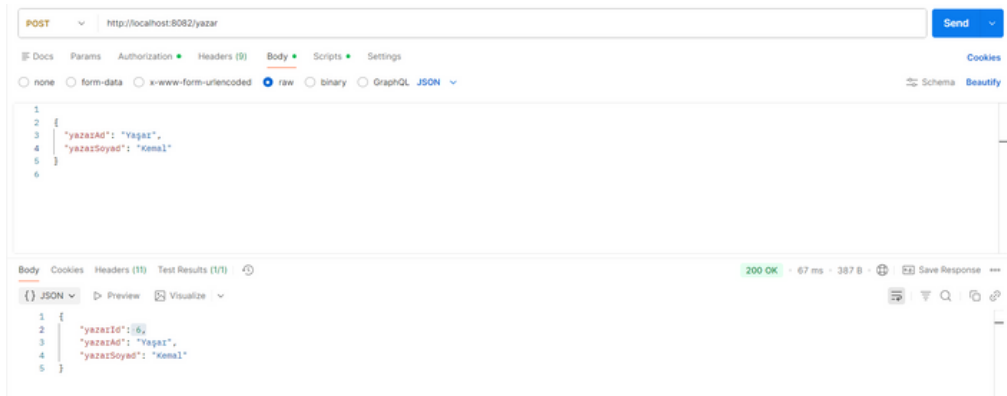 POST http://localhost:8082/yazar Send
Docs Params Authorization Headers (9) Body Scripts Settings Cookies
none form-data x-www-form-urlencoded raw binary GraphQL JSON Schema Beautify
1
2 {
3 "yazarAd": "Yaşar",
4 "yazarSoyad": "Kemal"
5 }
6
Body Cookies Headers (11) Test Results (1/1) 200 OK · 67 ms · 387 B · Save Response
{} JSON Preview Visualize
1 {
2 "yazarId": 6,
3 "yazarAd": "Yaşar",
4 "yazarSoyad": "Kemal"
5 }